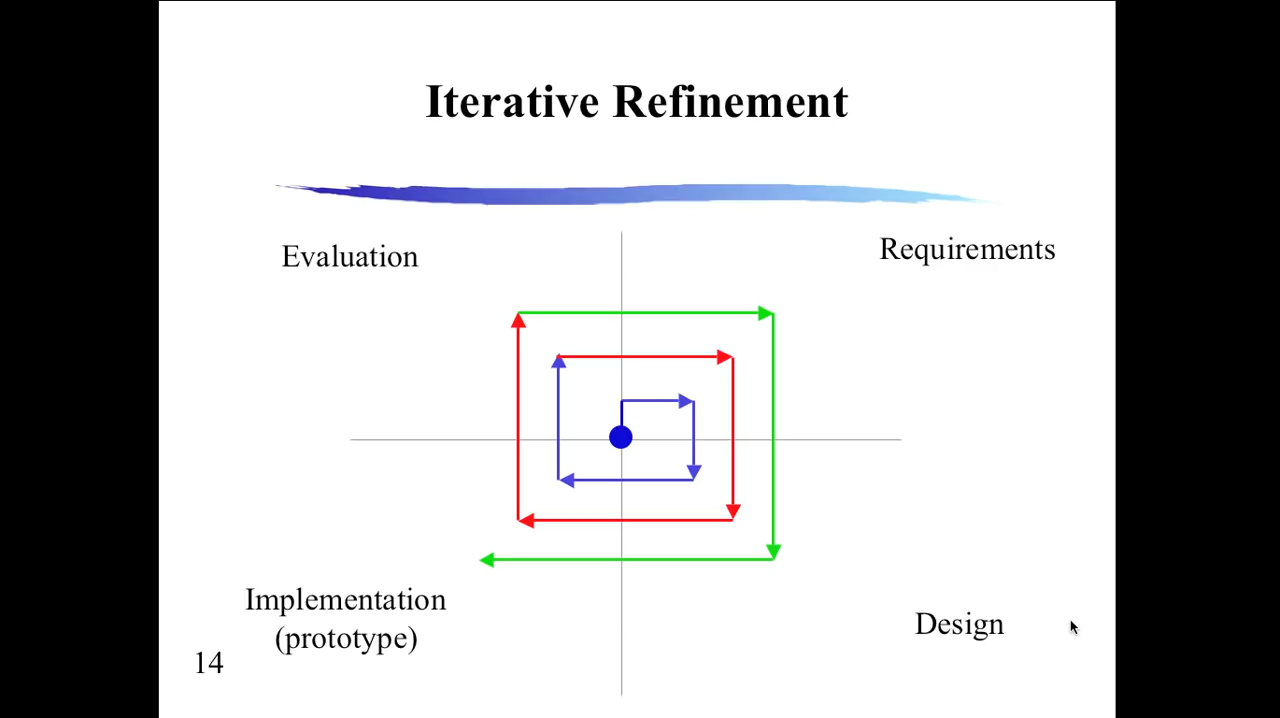 Iterative Refinement
Evaluation
Requirements
Implementation
(prototype)
Design
14